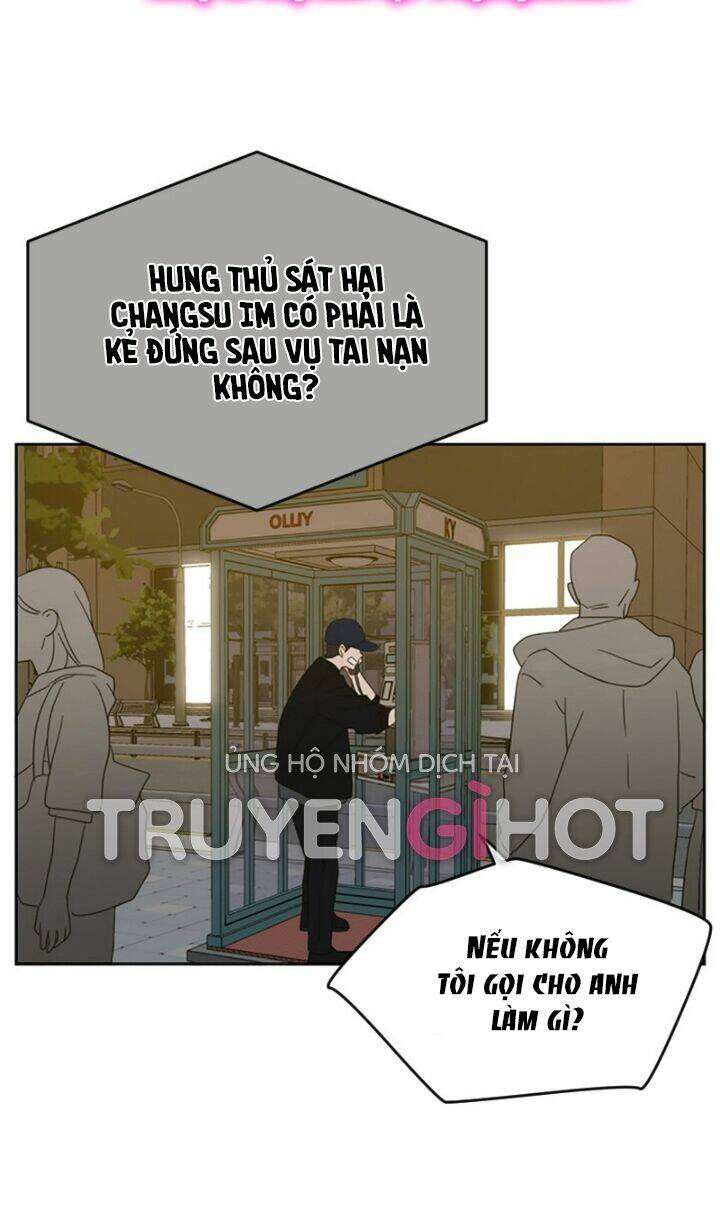 HUNG THỦ SÁT HẠI
CHANGSU IM CÓ PHẢI LÀ
KẺ ĐỨNG SAU VỤ TAI NẠN
KHÔNG?
OLLIY
KY
ỦNG HỘ NHÓM DỊCH TẠI
TRUYENGIHOT
NẾU KHÔNG
TÔI GỌI CHO ANH
LÀM GÌ?